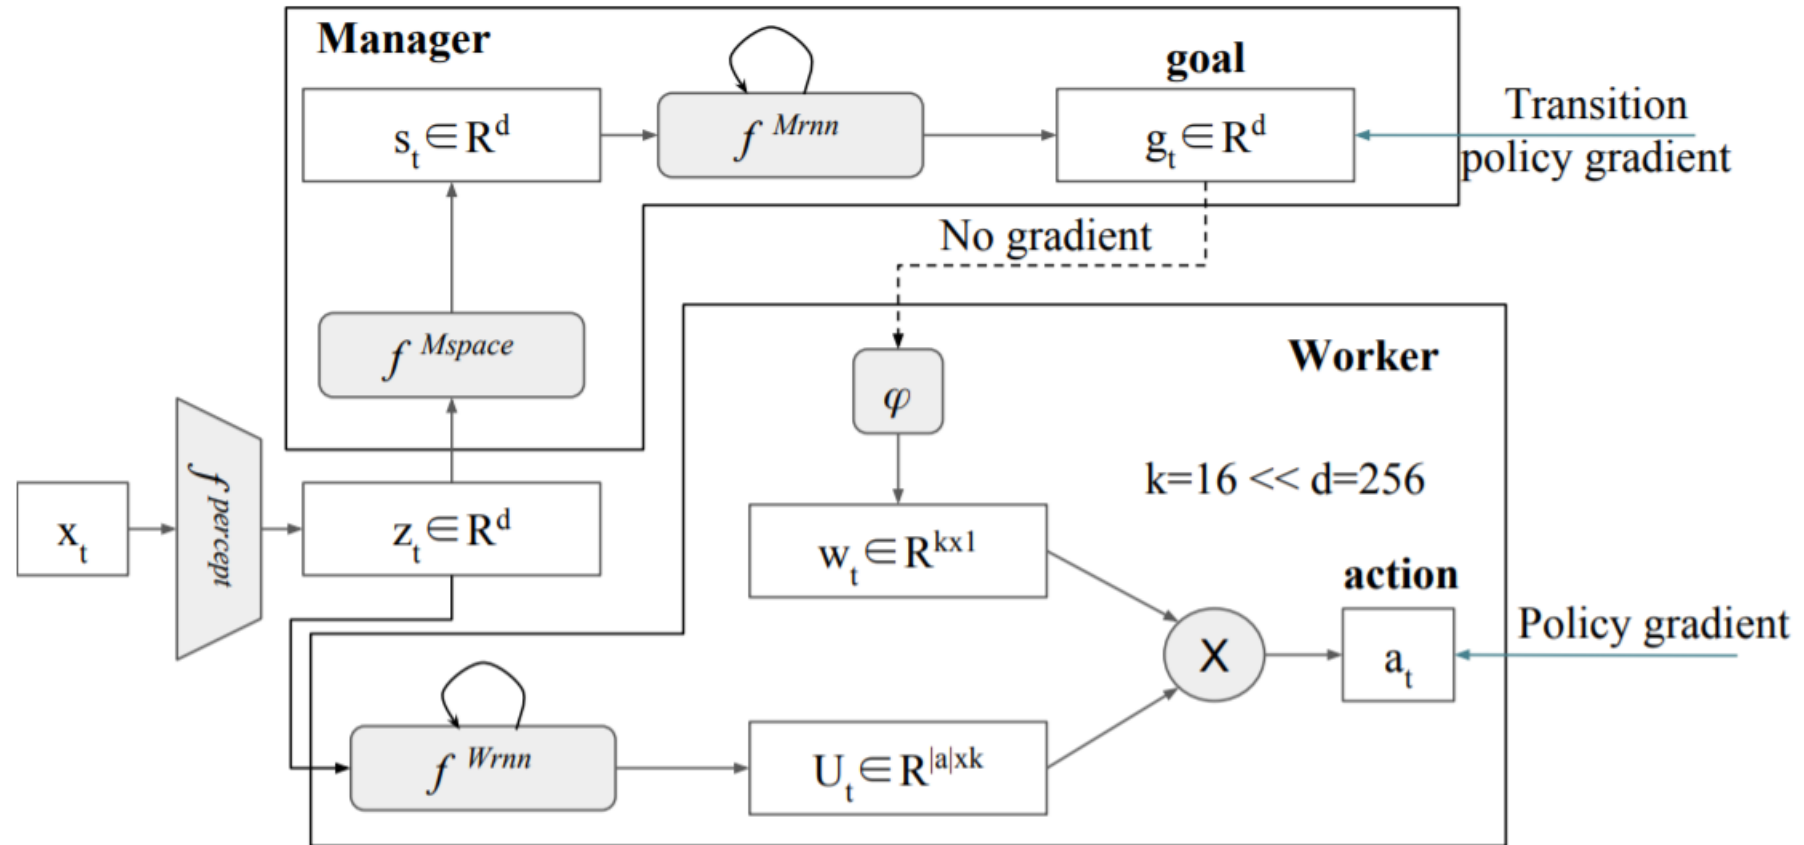 Manager
goal
s_t ∈ R^d
f^Mrnn
g_t ∈ R^d
Transition
policy gradient
No gradient
f^Mspace
Worker
φ
k=16 << d=256
x_t
f^percept
z_t ∈ R^d
w_t ∈ R^kx1
action
X
a_t
Policy gradient
f^Wrnn
U_t ∈ R^|a|xk